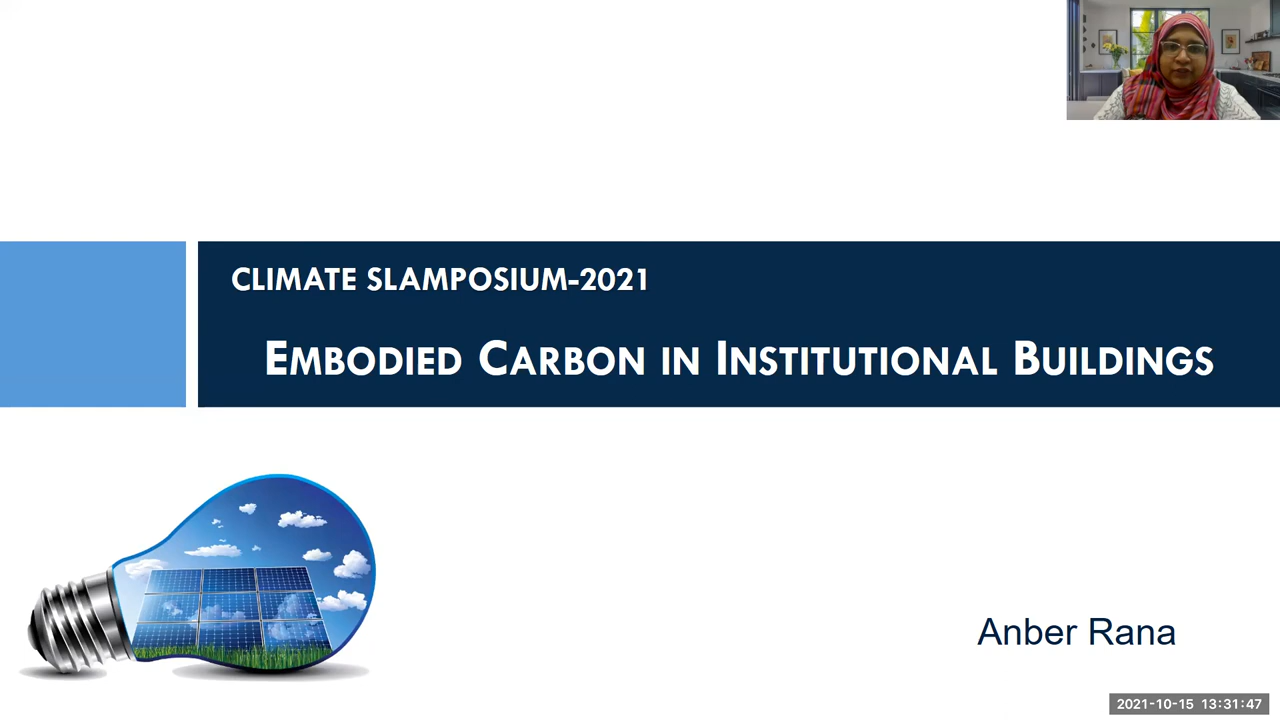 CLIMATE SLAMPOSIUM-2021
EMBODIED CARBON IN INSTITUTIONAL BUILDINGS
Anber Rana
2021-10-15 13:31:47